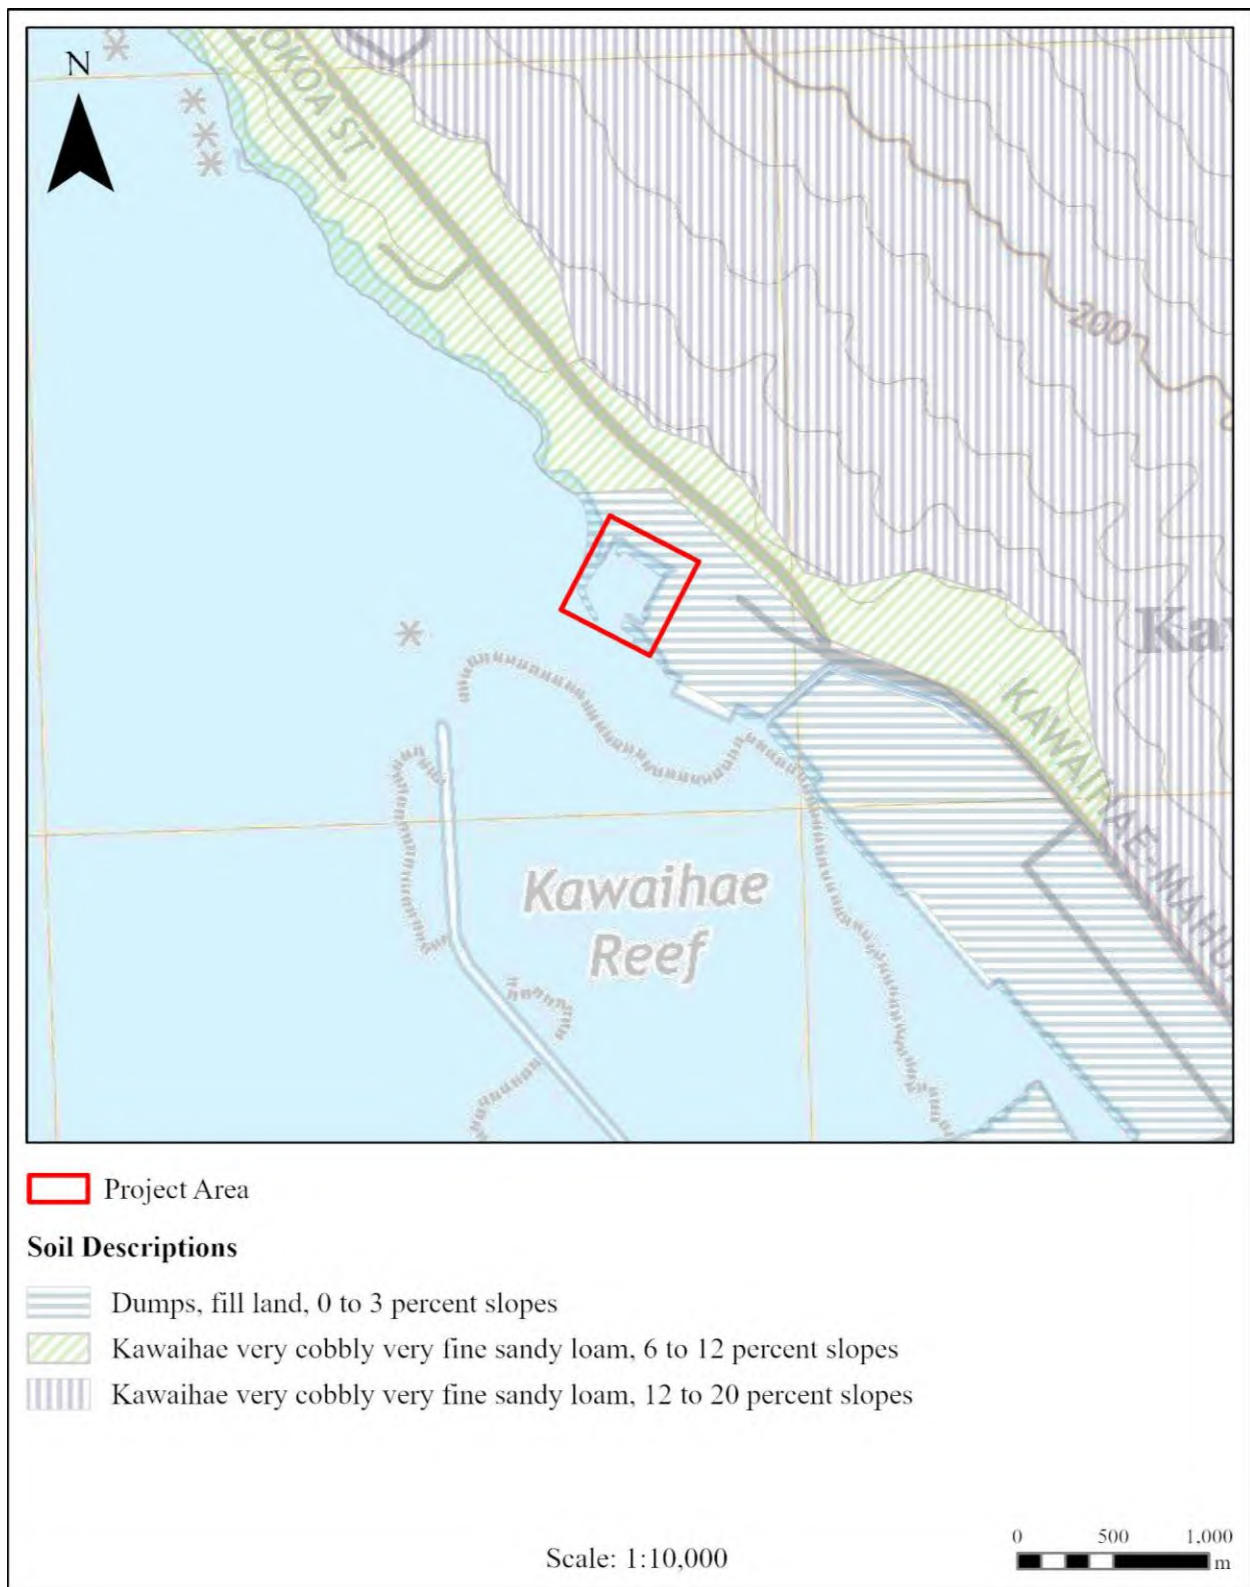 N
OKOA ST
200
Ka
KAWAIHAE-MAHU
Kawaihae
Reef
Project Area
Soil Descriptions
Dumps, fill land, 0 to 3 percent slopes
Kawaihae very cobbly very fine sandy loam, 6 to 12 percent slopes
Kawaihae very cobbly very fine sandy loam, 12 to 20 percent slopes
0 500 1,000
m
Scale: 1:10,000